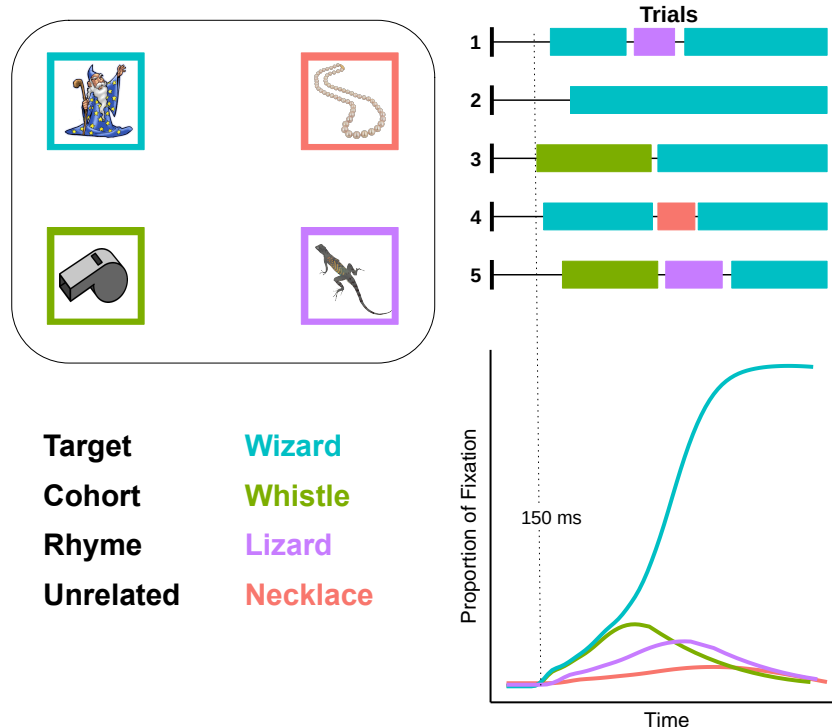 Trials
1
2
3
4
5
Target Wizard
Cohort Whistle
Rhyme Lizard
Unrelated Necklace
Proportion of Fixation
150 ms
Time